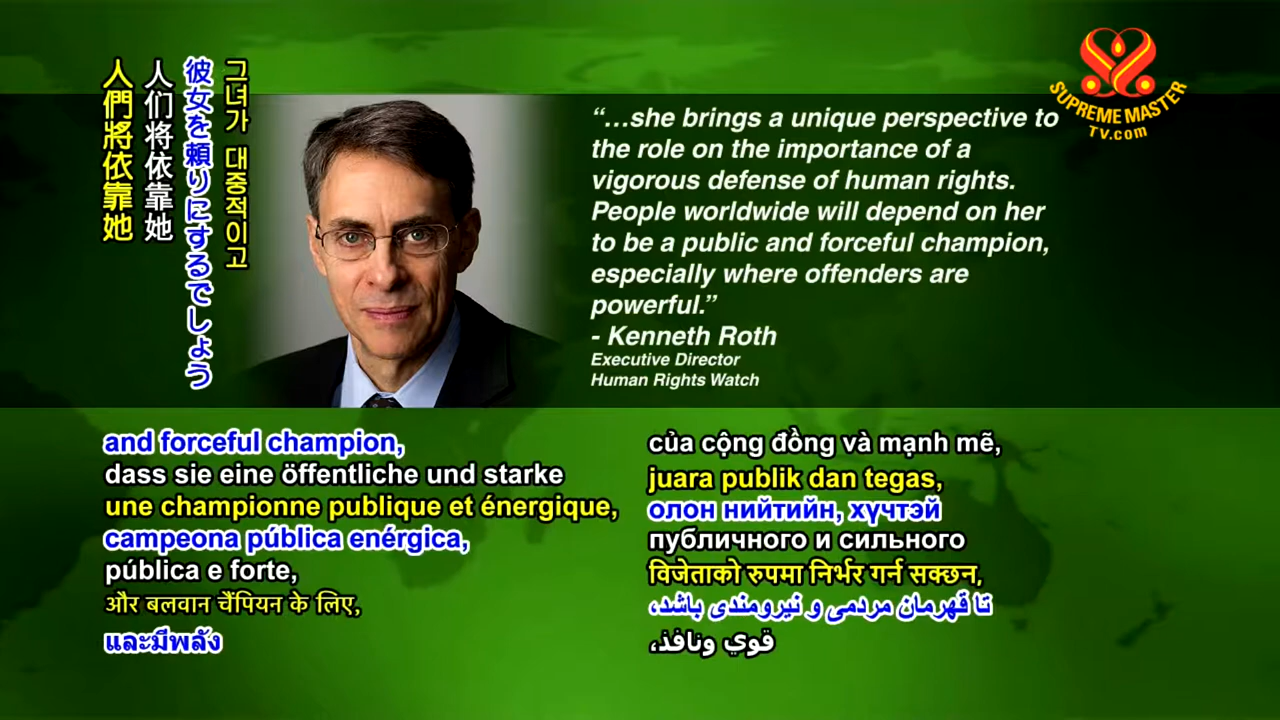 人們將依靠她
人们将依靠她
彼女を頼りにするでしょう
그녀가 대중적이고
SUPREME MASTER
TV.com
“…she brings a unique perspective to
the role on the importance of a
vigorous defense of human rights.
People worldwide will depend on her
to be a public and forceful champion,
especially where offenders are
powerful.”
- Kenneth Roth
Executive Director
Human Rights Watch
and forceful champion,
dass sie eine öffentliche und starke
une championne publique et énergique,
campeona pública enérgica,
pública e forte,
और बलवान चैंपियन के लिए,
และมีพลัง
của cộng đồng và mạnh mẽ,
juara publik dan tegas,
олон нийтийн, хүчтэй
публичного и сильного
विजेताको रुपमा निर्भर गर्न सक्छन्,
تا قهرمان مردمی و نیرومندی باشد،
قوي ونافذ،